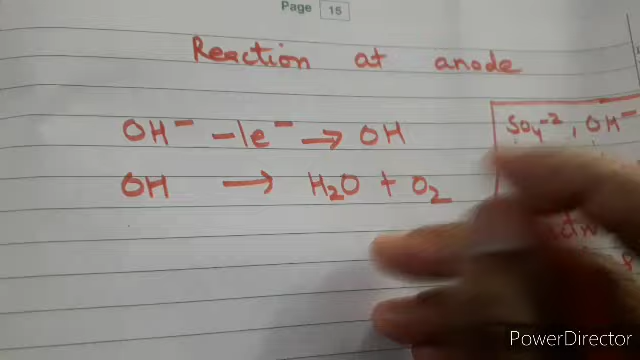 Page 16
Reaction at anode
OH⁻ – 1e⁻ → OH
SO₄⁻², OH⁻
OH → H₂O + O₂
PowerDirector